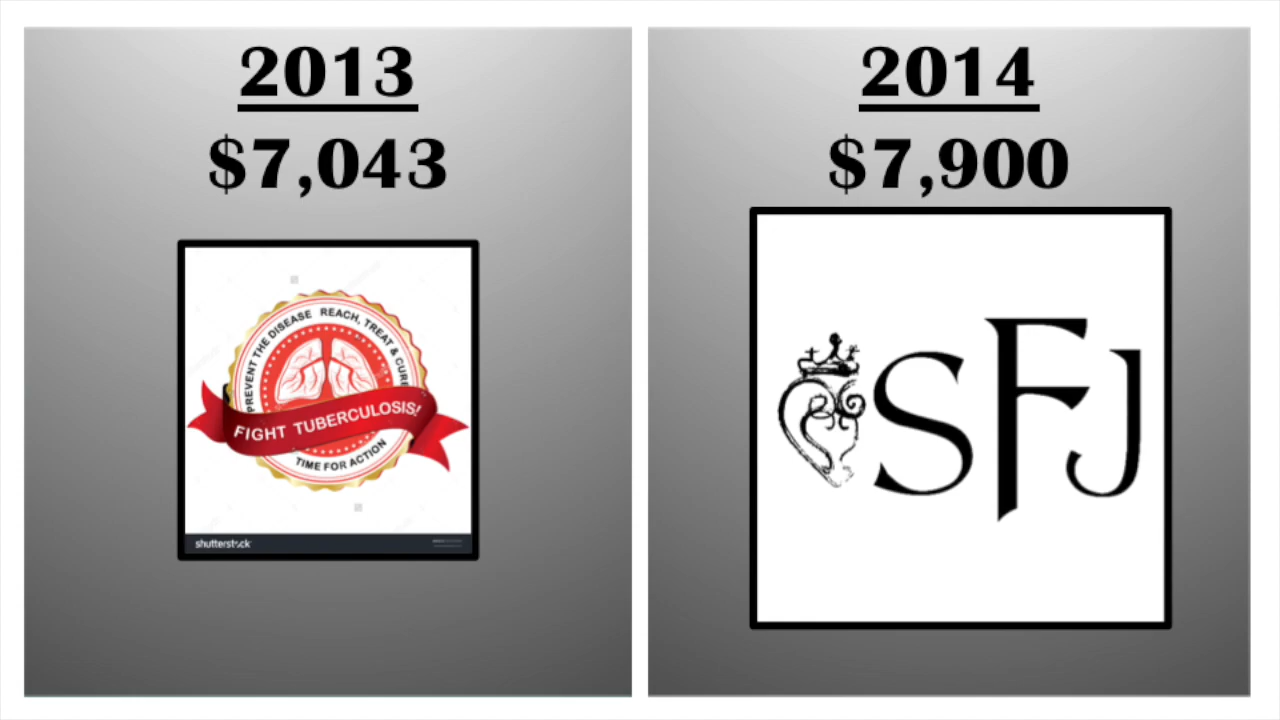 2013
$7,043
PREVENT THE DISEASE REACH, TREAT & CURE
FIGHT TUBERCULOSIS!
TIME FOR ACTION
shutterstock
2014
$7,900
SFJ